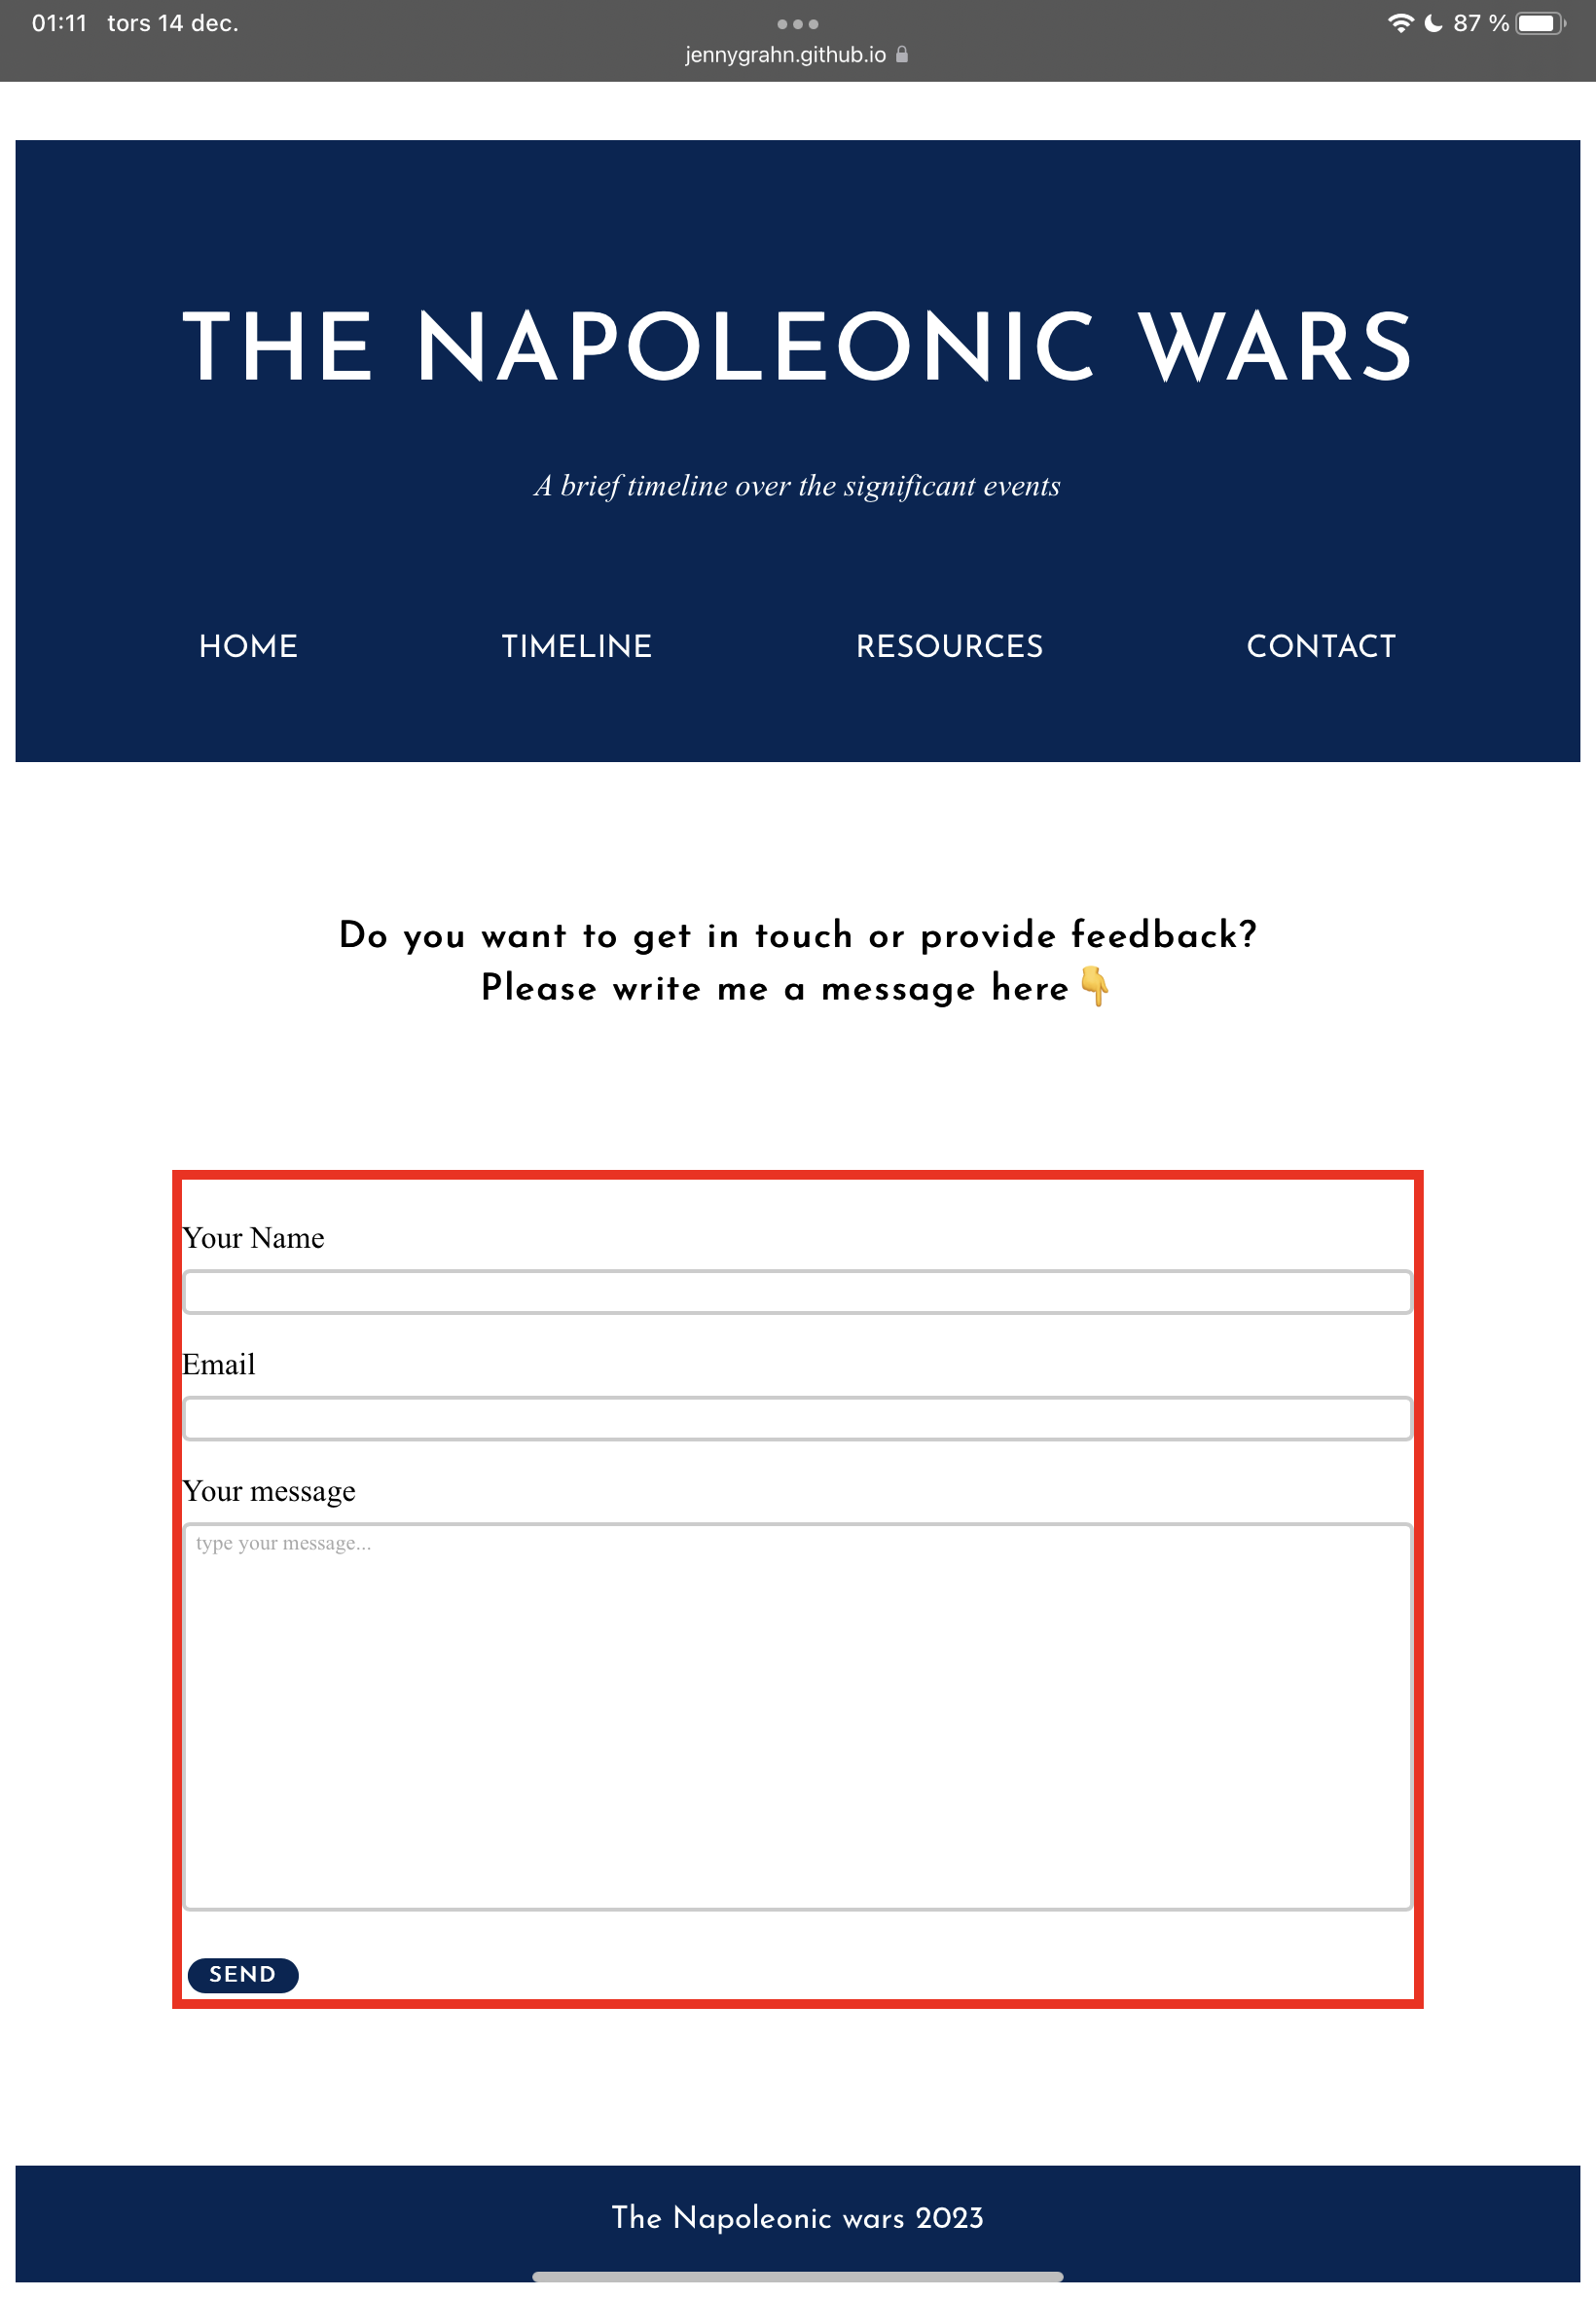 01:11 tors 14 dec.
87 %
jennygrahn.github.io
THE NAPOLEONIC WARS
A brief timeline over the significant events
HOME TIMELINE RESOURCES CONTACT
Do you want to get in touch or provide feedback?
Please write me a message here👇
Your Name
Email
Your message
type your message...
SEND
The Napoleonic wars 2023